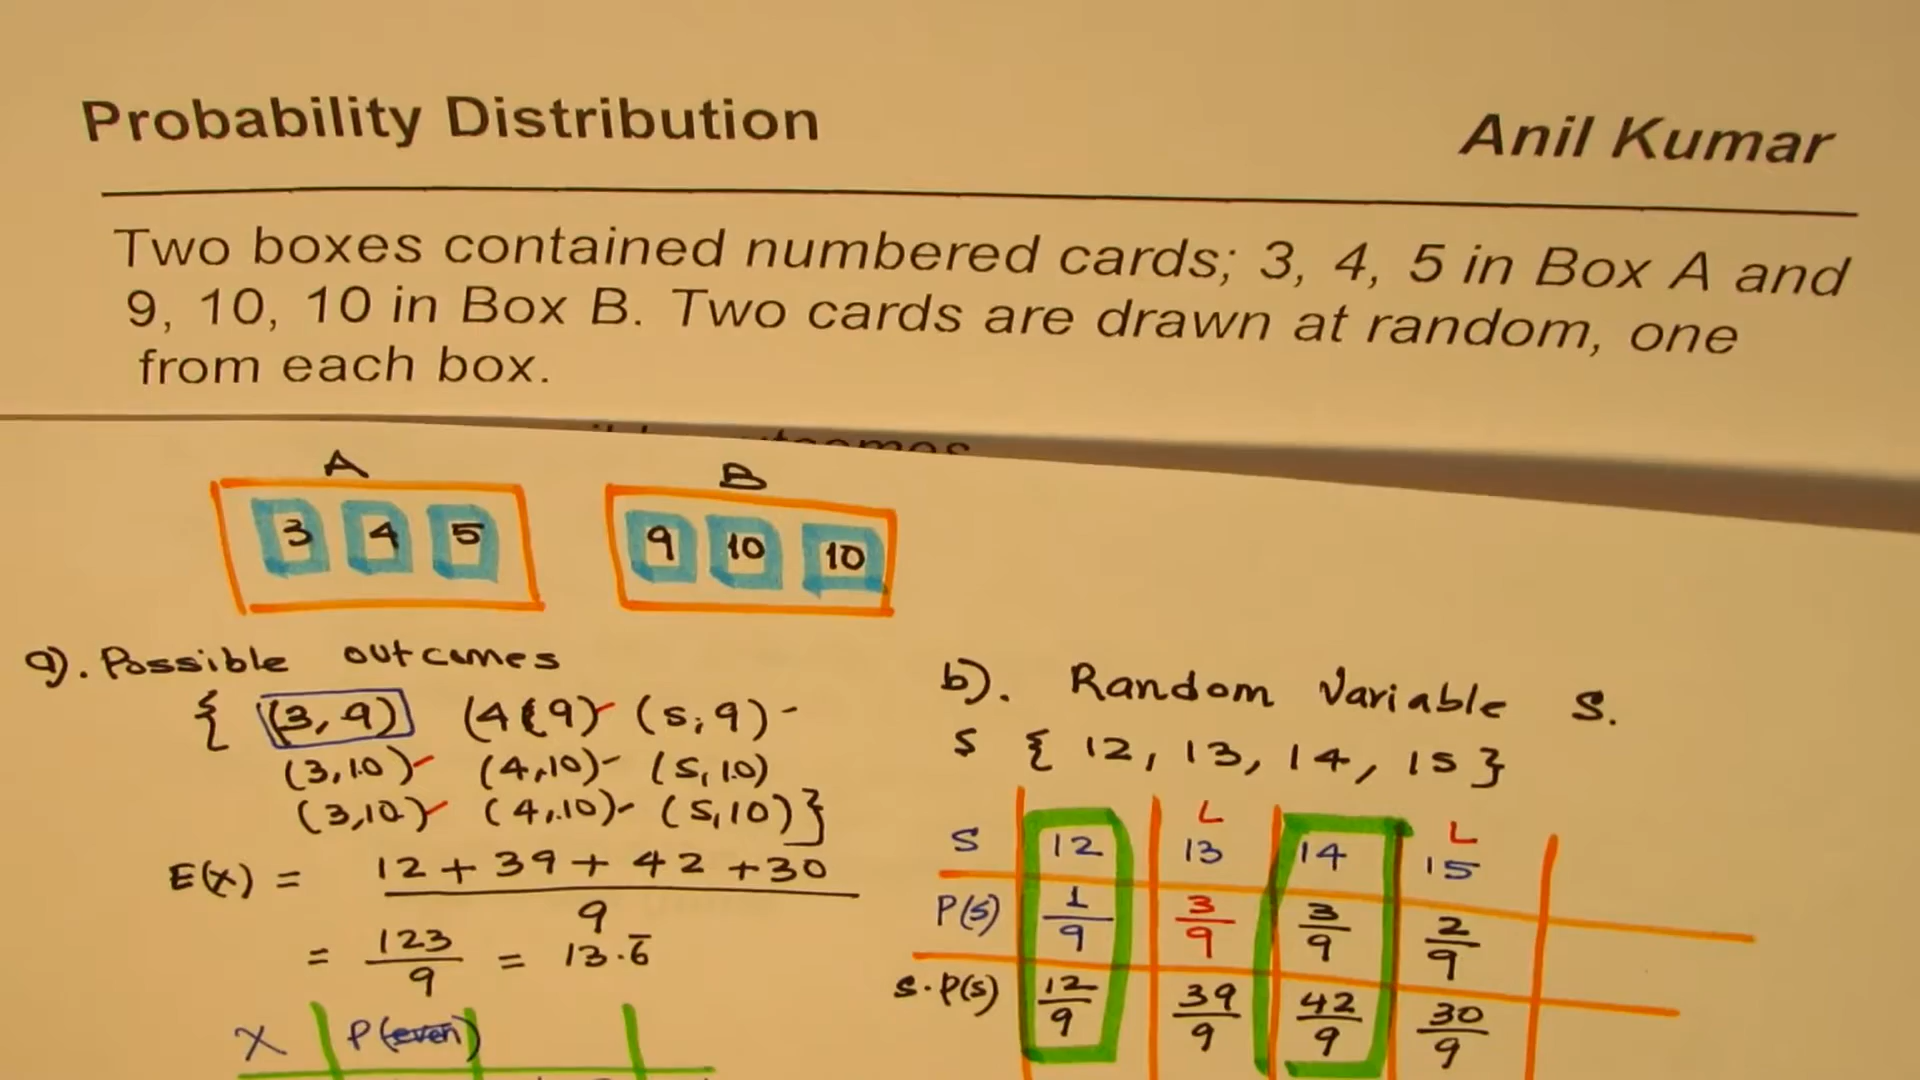 Probability Distribution
Anil Kumar
Two boxes contained numbered cards; 3, 4, 5 in Box A and
9, 10, 10 in Box B. Two cards are drawn at random, one
from each box.
outcomes
A
B
3 4 5
9 10 10
a). Possible outcomes
{ (3,9) (4,9) (5,9)
(3,10) (4,10) (5,10)
(3,10) (4,10) (5,10) }
E(x) = 12 + 39 + 42 + 30
9
= 123/9 = 13.6̄
X P(even)
b). Random Variable S.
S { 12, 13, 14, 15 }
L L
S 12 13 14 15
P(s) 1/9 3/9 3/9 2/9
s.P(s) 12/9 39/9 42/9 30/9